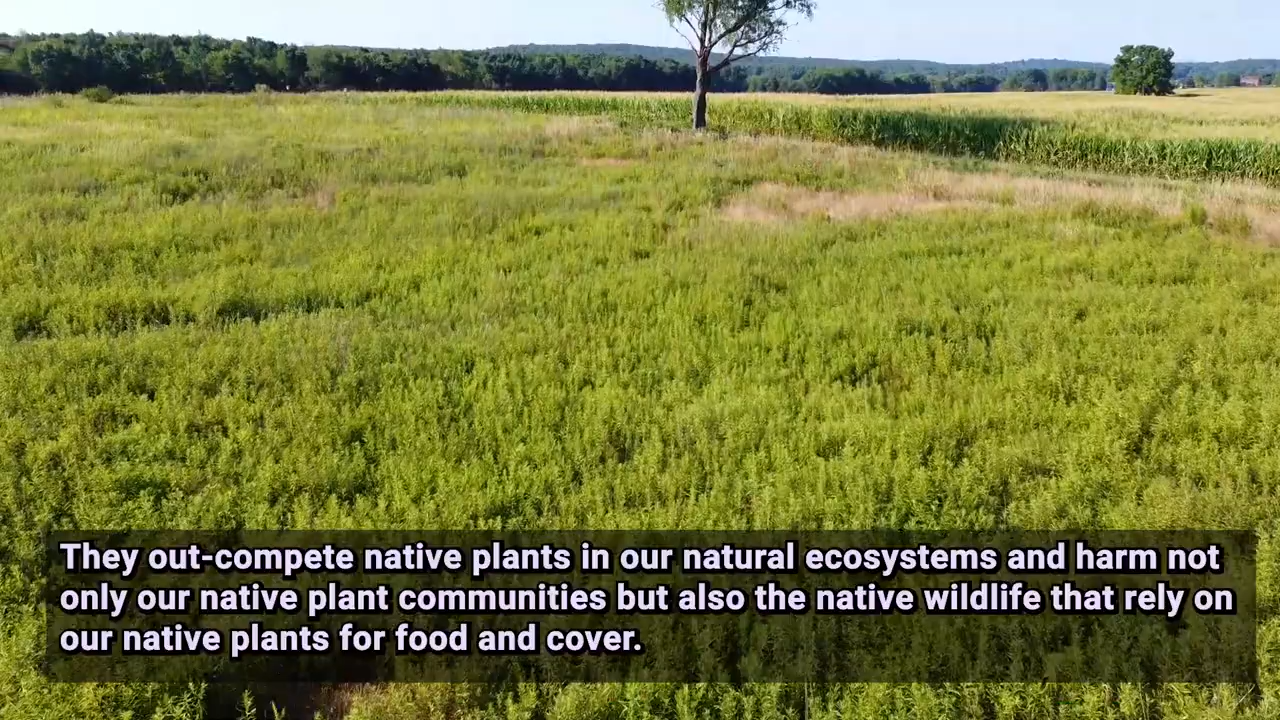 They out-compete native plants in our natural ecosystems and harm not
only our native plant communities but also the native wildlife that rely on
our native plants for food and cover.